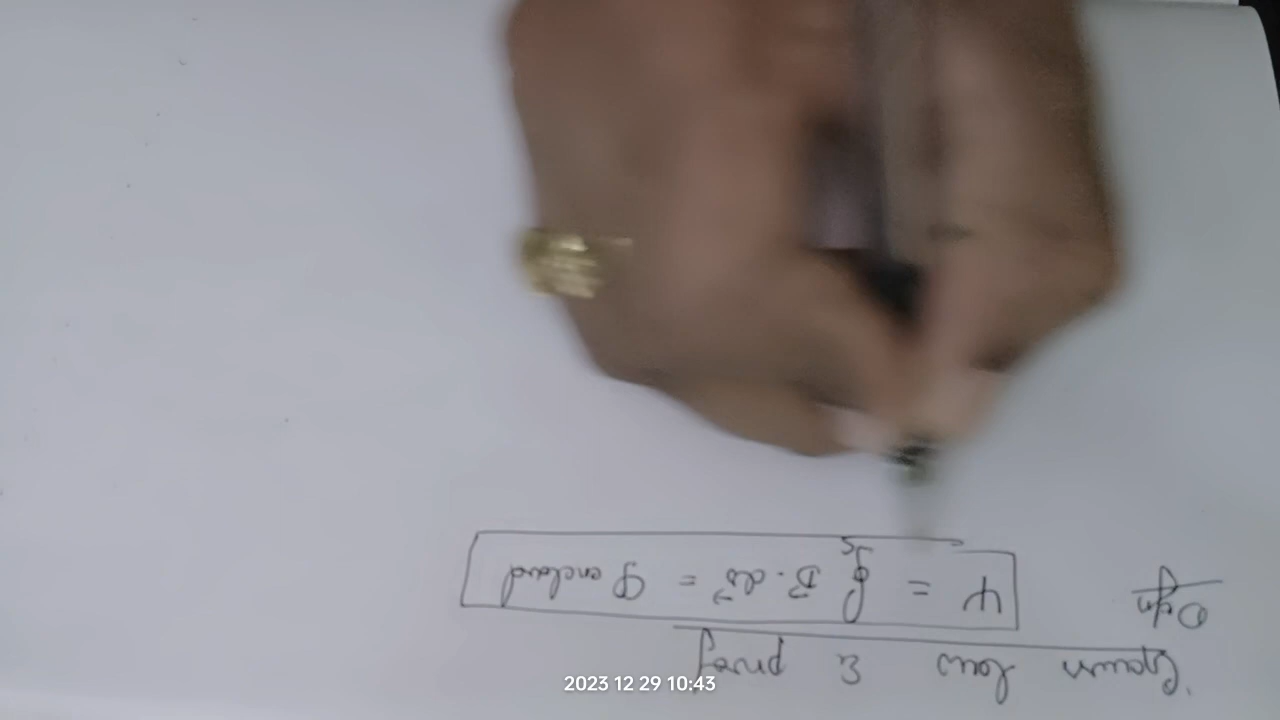 Gauss law & proof
Defn
Ψ = ∮s D⃗. ds⃗ = Q enclosed
2023 12 29 10:43